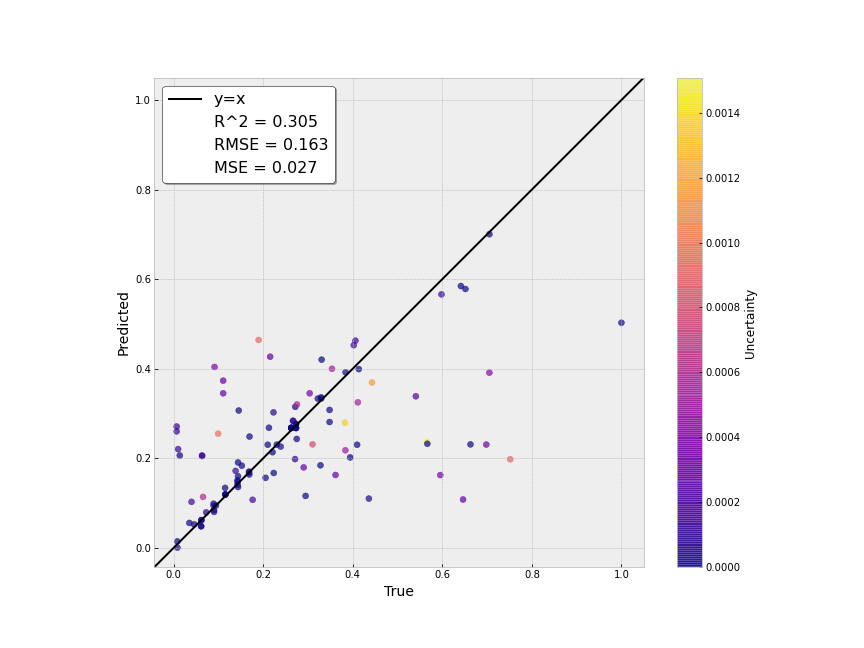 y=x
R^2 = 0.305
RMSE = 0.163
MSE = 0.027
1.0
0.8
0.6
0.4
0.2
0.0
Predicted
0.0 0.2 0.4 0.6 0.8 1.0
True
0.0014
0.0012
0.0010
0.0008
0.0006
0.0004
0.0002
0.0000
Uncertainty